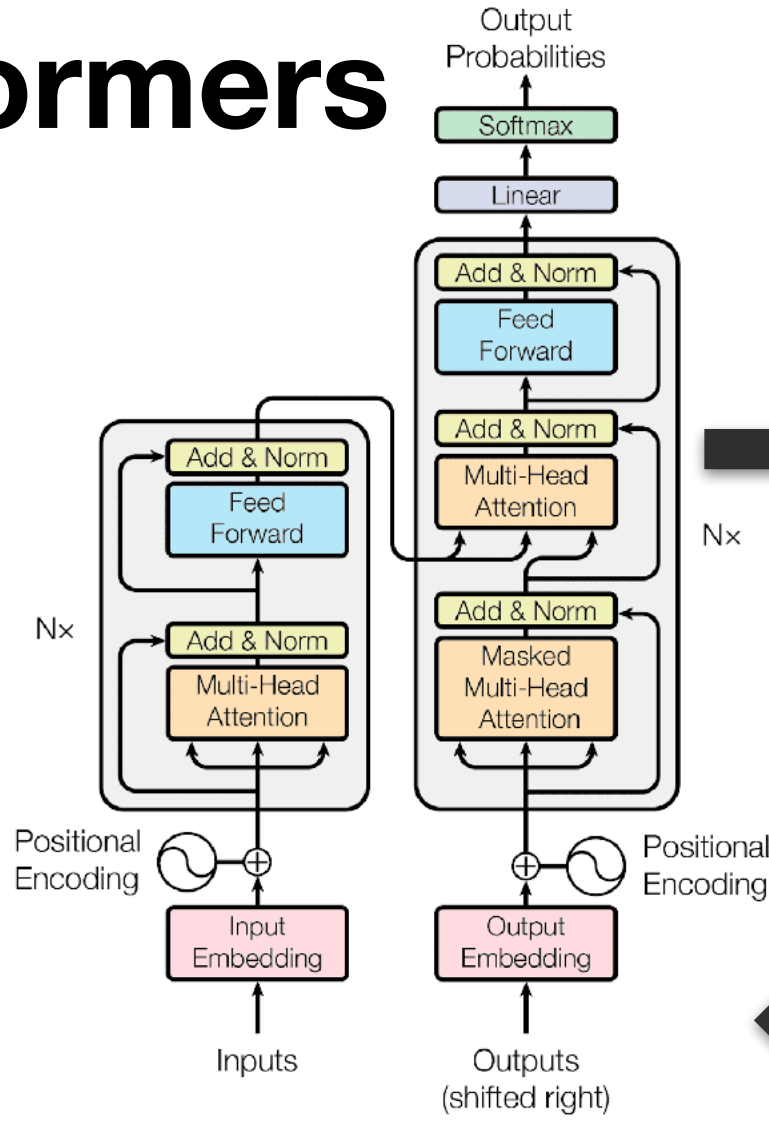 ormers
Output
Probabilities
Softmax
Linear
Add & Norm
Feed
Forward
Add & Norm
Multi-Head
Attention
Nx
Add & Norm
Masked
Multi-Head
Attention
Add & Norm
Feed
Forward
Nx
Add & Norm
Multi-Head
Attention
Positional
Encoding
Positional
Encoding
Input
Embedding
Output
Embedding
Inputs
Outputs
(shifted right)